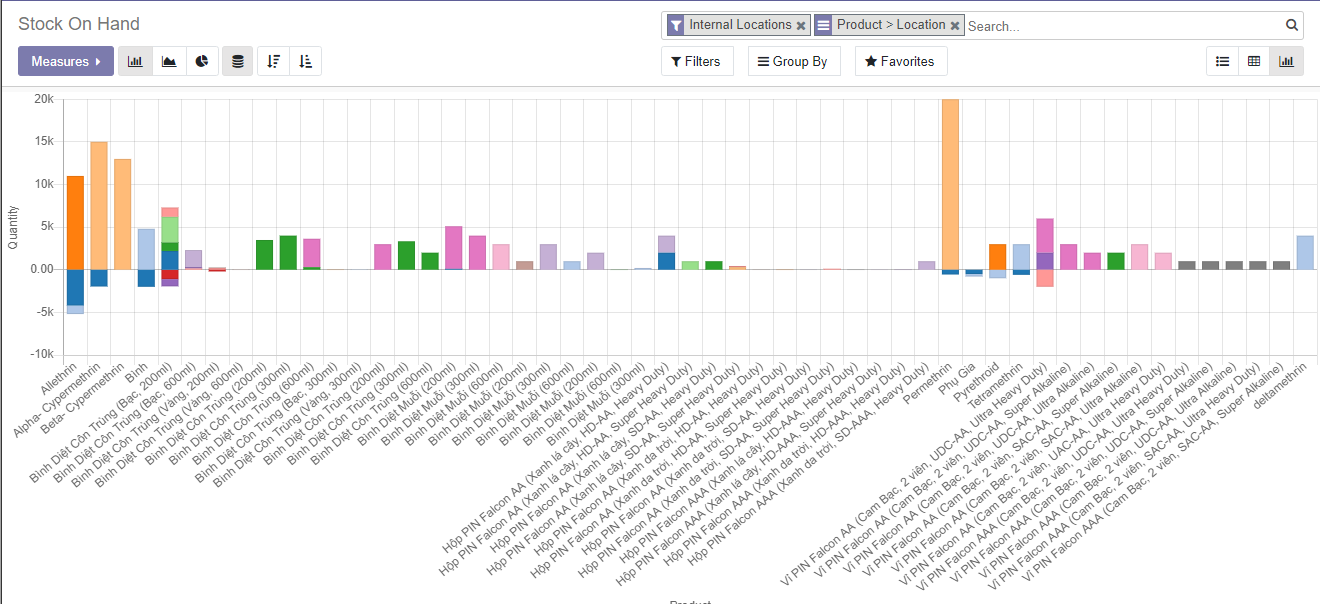 Stock On Hand
Internal Locations
Product > Location
Search...
Measures
Filters
Group By
Favorites
20k
15k
10k
5k
0.00
-5k
-10k
Quantity
Allethrin
Alpha- Cypermethrin
Beta- Cypermethrin
Bình
Bình Diệt Côn Trùng (Bạc, 200ml)
Bình Diệt Côn Trùng (Bạc, 600ml)
Bình Diệt Côn Trùng (Vàng, 200ml)
Bình Diệt Côn Trùng (Vàng, 600ml)
Bình Diệt Côn Trùng (200ml)
Bình Diệt Côn Trùng (300ml)
Bình Diệt Côn Trùng (600ml)
Bình Diệt Côn Trùng (Bạc, 300ml)
Bình Diệt Côn Trùng (Vàng, 300ml)
Bình Diệt Côn Trùng (200ml)
Bình Diệt Côn Trùng (300ml)
Bình Diệt Côn Trùng (600ml)
Bình Diệt Muỗi (200ml)
Bình Diệt Muỗi (300ml)
Bình Diệt Muỗi (600ml)
Bình Diệt Muỗi (200ml)
Bình Diệt Muỗi (300ml)
Bình Diệt Muỗi (600ml)
Bình Diệt Muỗi (200ml)
Bình Diệt Muỗi (600ml)
Bình Diệt Muỗi (300ml)
Hộp PIN Falcon AA (Xanh lá cây, HD-AA, Heavy Duty)
Hộp PIN Falcon AA (Xanh lá cây, HD-AA, Super Heavy Duty)
Hộp PIN Falcon AA (Xanh lá cây, SD-AA, Heavy Duty)
Hộp PIN Falcon AA (Xanh lá cây, SD-AA, Super Heavy Duty)
Hộp PIN Falcon AA (Xanh da trời, HD-AA, Heavy Duty)
Hộp PIN Falcon AA (Xanh da trời, HD-AA, Super Heavy Duty)
Hộp PIN Falcon AA (Xanh da trời, SD-AA, Heavy Duty)
Hộp PIN Falcon AA (Xanh da trời, SD-AA, Super Heavy Duty)
Hộp PIN Falcon AAA (Xanh lá cây, HD-AAA, Heavy Duty)
Hộp PIN Falcon AAA (Xanh lá cây, HD-AAA, Super Heavy Duty)
Hộp PIN Falcon AAA (Xanh da trời, HD-AAA, Heavy Duty)
Hộp PIN Falcon AAA (Xanh da trời, SD-AAA, Heavy Duty)
Permethrin
Phụ Gia
Pyrethroid
Tetramethrin
Vỉ PIN Falcon AA (Cam Bạc, 2 viên, UDC-AA, Ultra Heavy Duty)
Vỉ PIN Falcon AA (Cam Bạc, 2 viên, UDC-AA, Super Alkaline)
Vỉ PIN Falcon AA (Cam Bạc, 2 viên, UDC-AA, Ultra Alkaline)
Vỉ PIN Falcon AA (Cam Bạc, 2 viên, SAC-AA, Super Alkaline)
Vỉ PIN Falcon AA (Cam Bạc, 2 viên, SAC-AA, Ultra Alkaline)
Vỉ PIN Falcon AA (Cam Bạc, 2 viên, UAC-AA, Ultra Heavy Duty)
Vỉ PIN Falcon AAA (Cam Bạc, 2 viên, UDC-AA, Ultra Heavy Duty)
Vỉ PIN Falcon AAA (Cam Bạc, 2 viên, UDC-AA, Super Alkaline)
Vỉ PIN Falcon AAA (Cam Bạc, 2 viên, UDC-AA, Ultra Alkaline)
Vỉ PIN Falcon AAA (Cam Bạc, 2 viên, SAC-AA, Ultra Heavy Duty)
Vỉ PIN Falcon AAA (Cam Bạc, 2 viên, SAC-AA, Super Alkaline)
deltamethrin
Product